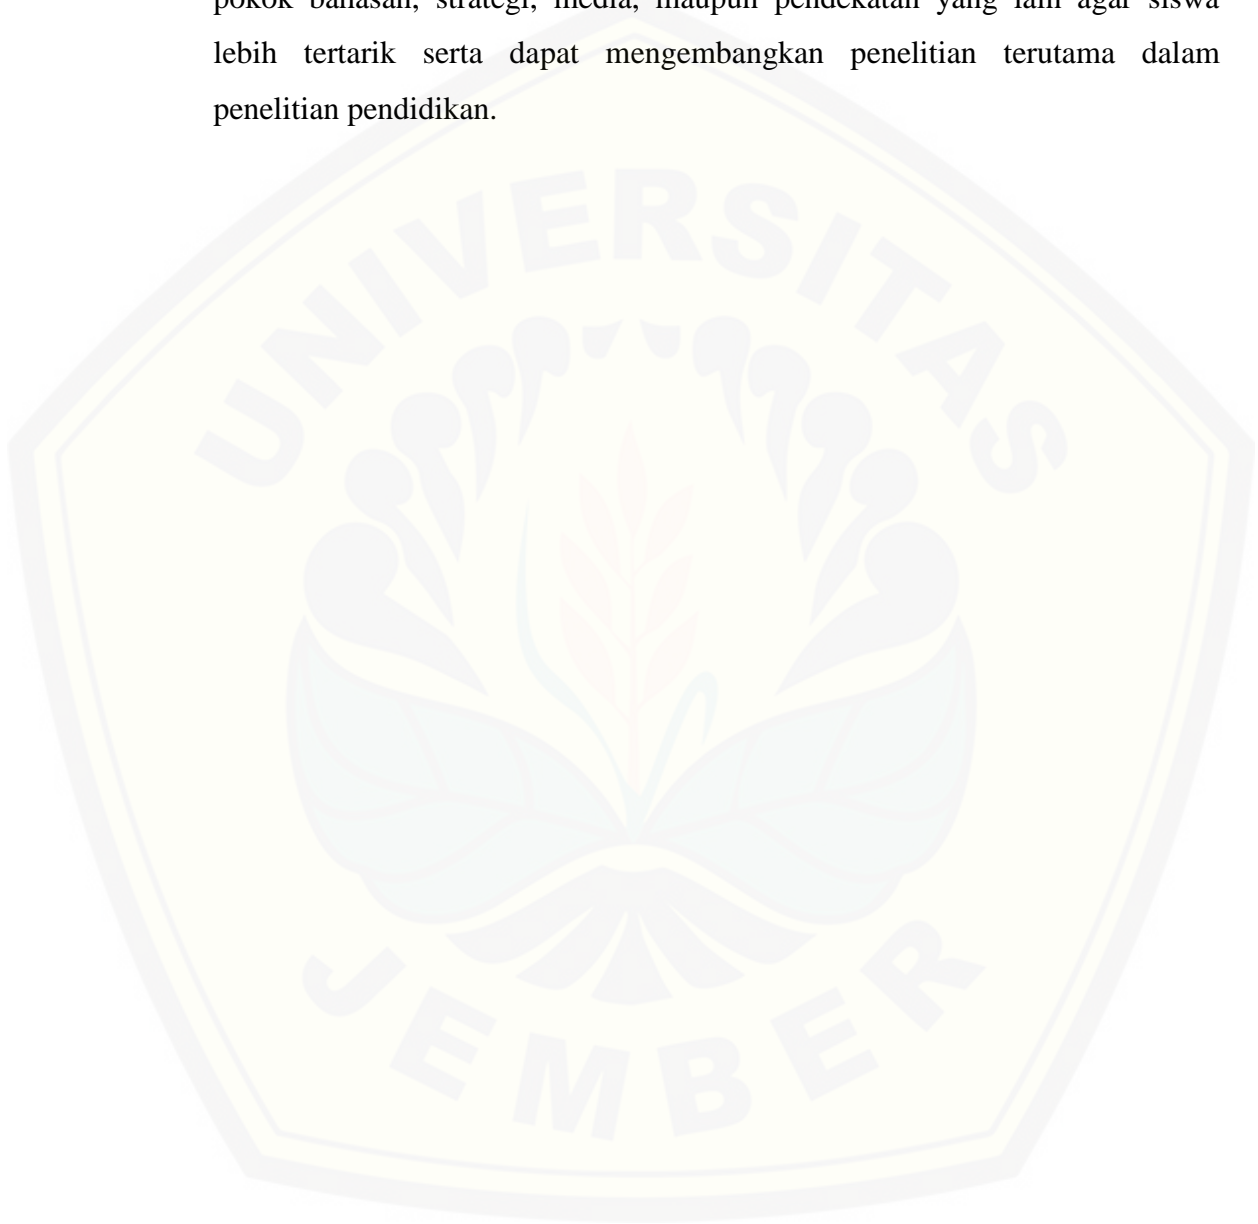 pokok bahasan, strategi, media, maupun pendekatan yang lain agar siswa
lebih tertarik serta dapat mengembangkan penelitian terutama dalam
penelitian pendidikan.
UNIVERSITAS
JEMBER